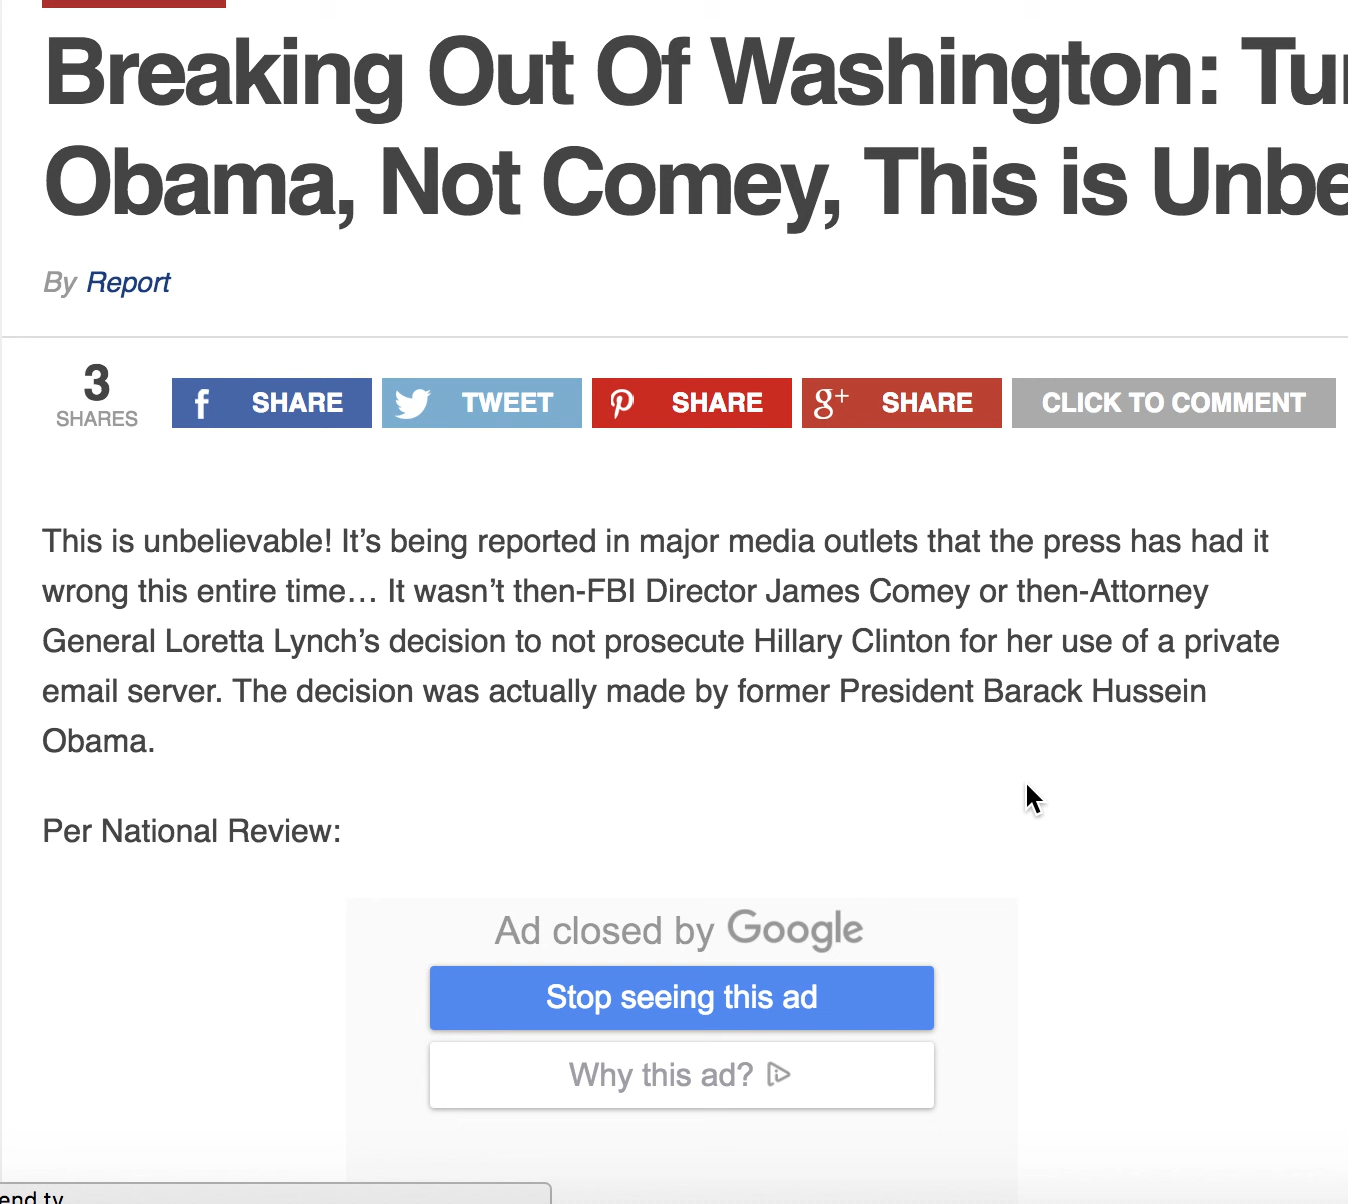 Breaking Out Of Washington: Tu
Obama, Not Comey, This is Unbe
By Report
3
SHARES
f SHARE
TWEET
SHARE
g+ SHARE
CLICK TO COMMENT
This is unbelievable! It’s being reported in major media outlets that the press has had it
wrong this entire time… It wasn’t then-FBI Director James Comey or then-Attorney
General Loretta Lynch’s decision to not prosecute Hillary Clinton for her use of a private
email server. The decision was actually made by former President Barack Hussein
Obama.
Per National Review:
Ad closed by Google
Stop seeing this ad
Why this ad?
end.tv